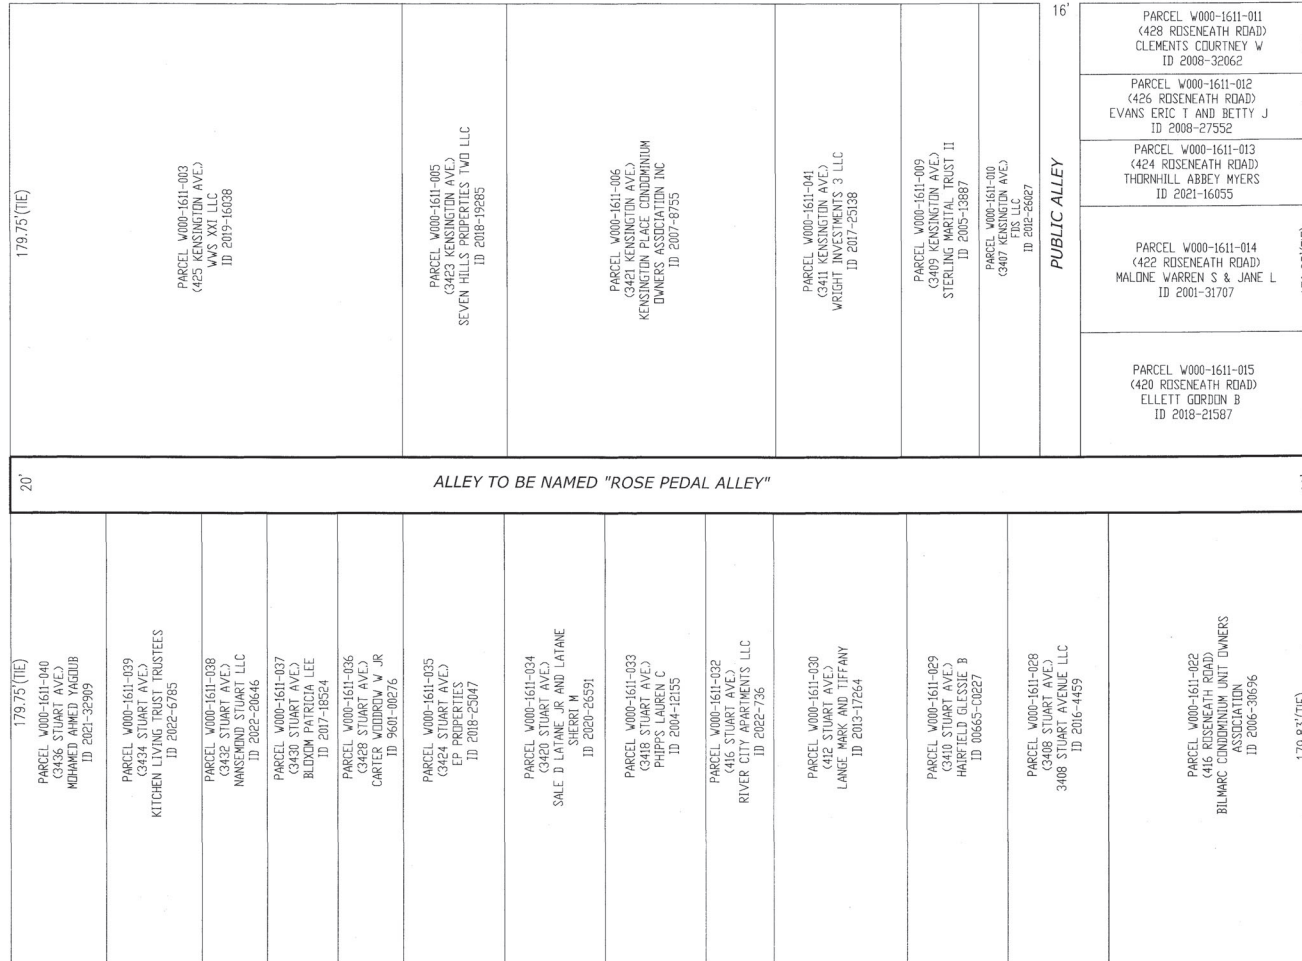 179.75'(TIE)
PARCEL W000-1611-003
(425 KENSINGTON AVE.)
WWS XXI LLC
ID 2019-16038
PARCEL W000-1611-005
(3423 KENSINGTON AVE.)
SEVEN HILLS PROPERTIES TWO LLC
ID 2018-19285
PARCEL W000-1611-006
(3421 KENSINGTON AVE.)
KENSINGTON PLACE CONDOMINIUM
OWNERS ASSOCIATION INC
ID 2007-8755
PARCEL W000-1611-041
(3411 KENSINGTON AVE.)
WRIGHT INVESTMENTS 3 LLC
ID 2017-25138
PARCEL W000-1611-009
(3409 KENSINGTON AVE.)
STERLING MARITAL TRUST II
ID 2005-13887
PARCEL W000-1611-010
(3407 KENSINGTON AVE.)
FDS LLC
ID 2012-26027
16'
PUBLIC ALLEY
PARCEL W000-1611-011
(428 ROSENEATH ROAD)
CLEMENTS COURTNEY W
ID 2008-32062
PARCEL W000-1611-012
(426 ROSENEATH ROAD)
EVANS ERIC T AND BETTY J
ID 2008-27552
PARCEL W000-1611-013
(424 ROSENEATH ROAD)
THORNHILL ABBEY MYERS
ID 2021-16055
PARCEL W000-1611-014
(422 ROSENEATH ROAD)
MALONE WARREN S & JANE L
ID 2001-31707
PARCEL W000-1611-015
(420 ROSENEATH ROAD)
ELLETT GORDON B
ID 2018-21587
20'
ALLEY TO BE NAMED "ROSE PEDAL ALLEY"
179.75'(TIE)
PARCEL W000-1611-040
(3436 STUART AVE.)
MOHAMED AHMED YAGOUB
ID 2021-32909
PARCEL W000-1611-039
(3434 STUART AVE.)
KITCHEN LIVING TRUST TRUSTEES
ID 2022-6785
PARCEL W000-1611-038
(3432 STUART AVE.)
NANSEMOND STUART LLC
ID 2022-20646
PARCEL W000-1611-037
(3430 STUART AVE.)
BLOXOM PATRICIA LEE
ID 2017-18524
PARCEL W000-1611-036
(3428 STUART AVE.)
CARTER WOODROW W JR
ID 9601-00276
PARCEL W000-1611-035
(3424 STUART AVE.)
EP PROPERTIES
ID 2018-25047
PARCEL W000-1611-034
(3420 STUART AVE.)
SALE D LATANE JR AND LATANE
SHERRI M
ID 2020-26591
PARCEL W000-1611-033
(3418 STUART AVE.)
PHIPPS LAUREN C
ID 2004-12155
PARCEL W000-1611-032
(416 STUART AVE.)
RIVER CITY APARTMENTS LLC
ID 2022-736
PARCEL W000-1611-030
(412 STUART AVE.)
LANGE MARK AND TIFFANY
ID 2013-17264
PARCEL W000-1611-029
(3410 STUART AVE.)
HAIRFIELD GLESSIE B
ID 00665-C0227
PARCEL W000-1611-028
(3408 STUART AVE.)
3408 STUART AVENUE LLC
ID 2016-4459
PARCEL W000-1611-022
(416 ROSENEATH ROAD)
BILMARC CONDOMINIUM UNIT OWNERS
ASSOCIATION
ID 2006-30696